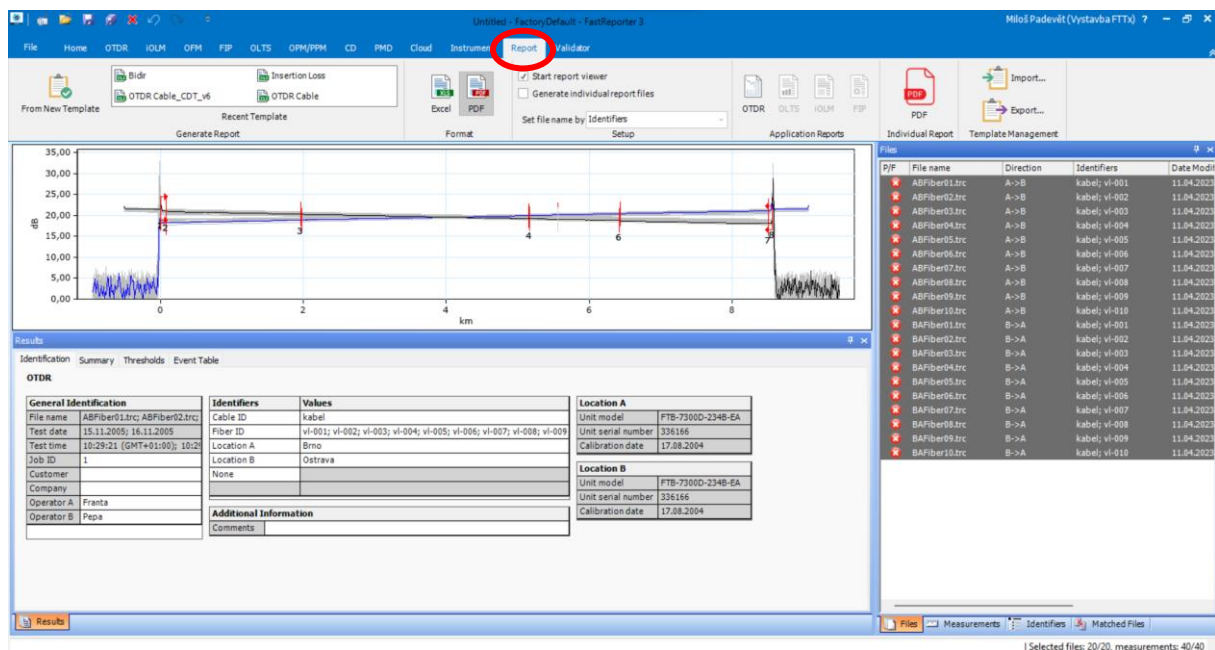 Untitled - FactoryDefault - FastReporter 3
Miloš Padevět (Vystavba FTTx) ?
File Home OTDR iOLM OFM FIP OLTS OPM/PPM CD PMD Cloud Instrument Report Validator
From New Template
Bidr
OTDR Cable_CDT_v6
Insertion Loss
OTDR Cable
Recent Template
Generate Report
XLS
Excel
PDF
PDF
Format
Start report viewer
Generate individual report files
Set file name by Identifiers
Setup
OTDR OLTS iOLM FIP
Application Reports
PDF
PDF
Individual Report
Import...
Export...
Template Management
35,00
30,00
25,00
20,00
15,00
10,00
5,00
0,00
dB
2 3 4 6 7
0 2 4 6 8
km
Files
P/F File name Direction Identifiers Date Modif
ABFiber01.trc A->B kabel; vl-001 11.04.2023
ABFiber02.trc A->B kabel; vl-002 11.04.2023
ABFiber03.trc A->B kabel; vl-003 11.04.2023
ABFiber04.trc A->B kabel; vl-004 11.04.2023
ABFiber05.trc A->B kabel; vl-005 11.04.2023
ABFiber06.trc A->B kabel; vl-006 11.04.2023
ABFiber07.trc A->B kabel; vl-007 11.04.2023
ABFiber08.trc A->B kabel; vl-008 11.04.2023
ABFiber09.trc A->B kabel; vl-009 11.04.2023
ABFiber10.trc A->B kabel; vl-010 11.04.2023
BAFiber01.trc B->A kabel; vl-001 11.04.2023
BAFiber02.trc B->A kabel; vl-002 11.04.2023
BAFiber03.trc B->A kabel; vl-003 11.04.2023
BAFiber04.trc B->A kabel; vl-004 11.04.2023
BAFiber05.trc B->A kabel; vl-005 11.04.2023
BAFiber06.trc B->A kabel; vl-006 11.04.2023
BAFiber07.trc B->A kabel; vl-007 11.04.2023
BAFiber08.trc B->A kabel; vl-008 11.04.2023
BAFiber09.trc B->A kabel; vl-009 11.04.2023
BAFiber10.trc B->A kabel; vl-010 11.04.2023
Results
Identification Summary Thresholds Event Table
OTDR
General Identification
File name ABFiber01.trc; ABFiber02.trc;
Test date 15.11.2005; 16.11.2005
Test time 10:29:21 (GMT+01:00); 10:29
Job ID 1
Customer
Company
Operator A Franta
Operator B Pepa
Identifiers Values
Cable ID kabel
Fiber ID vl-001; vl-002; vl-003; vl-004; vl-005; vl-006; vl-007; vl-008; vl-009
Location A Brno
Location B Ostrava
None
Additional Information
Comments
Location A
Unit model FTB-7300D-234B-EA
Unit serial number 336166
Calibration date 17.08.2004
Location B
Unit model FTB-7300D-234B-EA
Unit serial number 336166
Calibration date 17.08.2004
Results
Files Measurements Identifiers Matched Files
Selected files: 20/20, measurements: 40/40